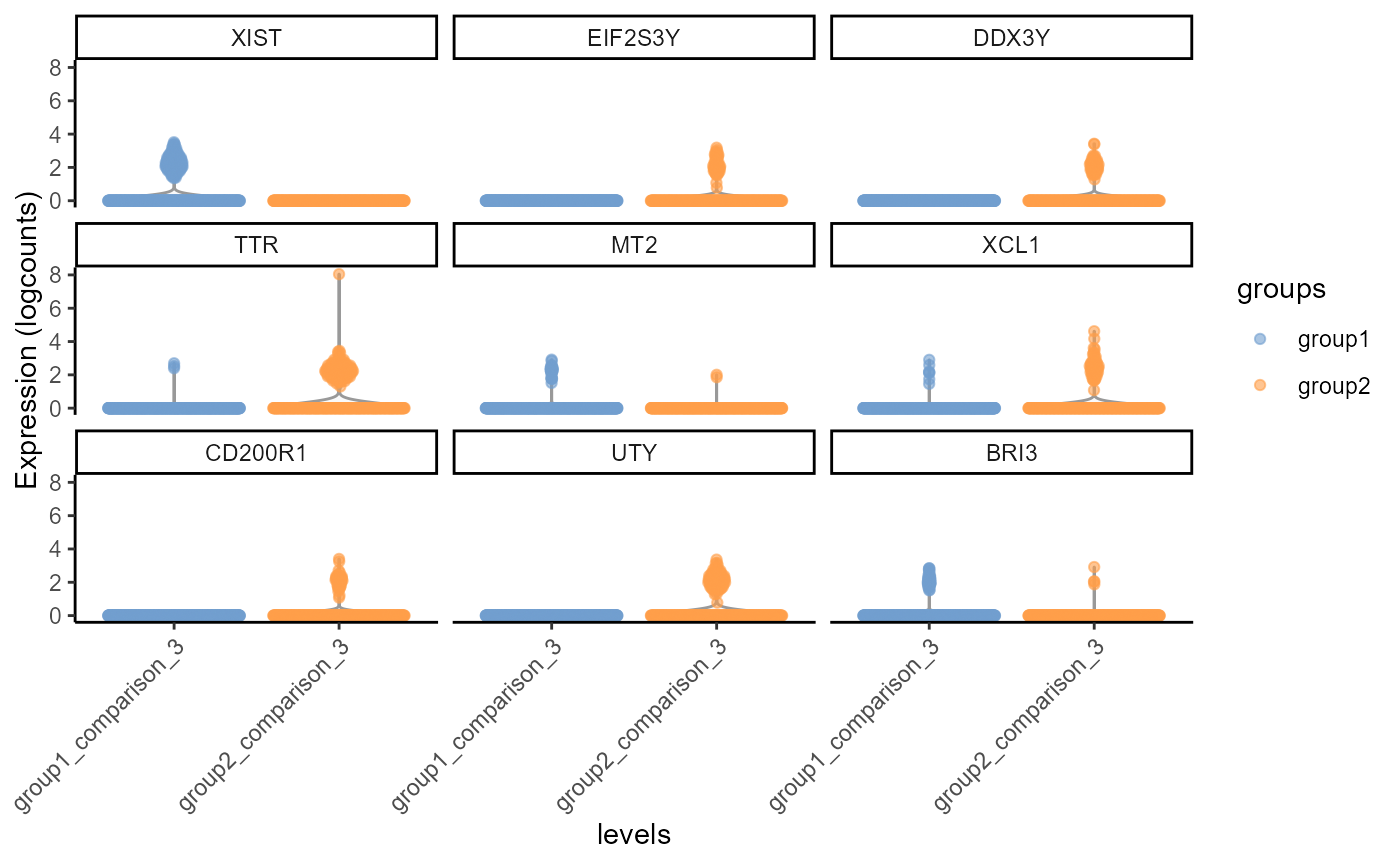 XIST EIF2S3Y DDX3Y
8
6
4
2
0
TTR MT2 XCL1
8
6
4
2
0
CD200R1 UTY BRI3
8
6
4
2
0
Expression (logcounts)
group1_comparison_3 group2_comparison_3 group1_comparison_3 group2_comparison_3 group1_comparison_3 group2_comparison_3
levels
groups
group1
group2